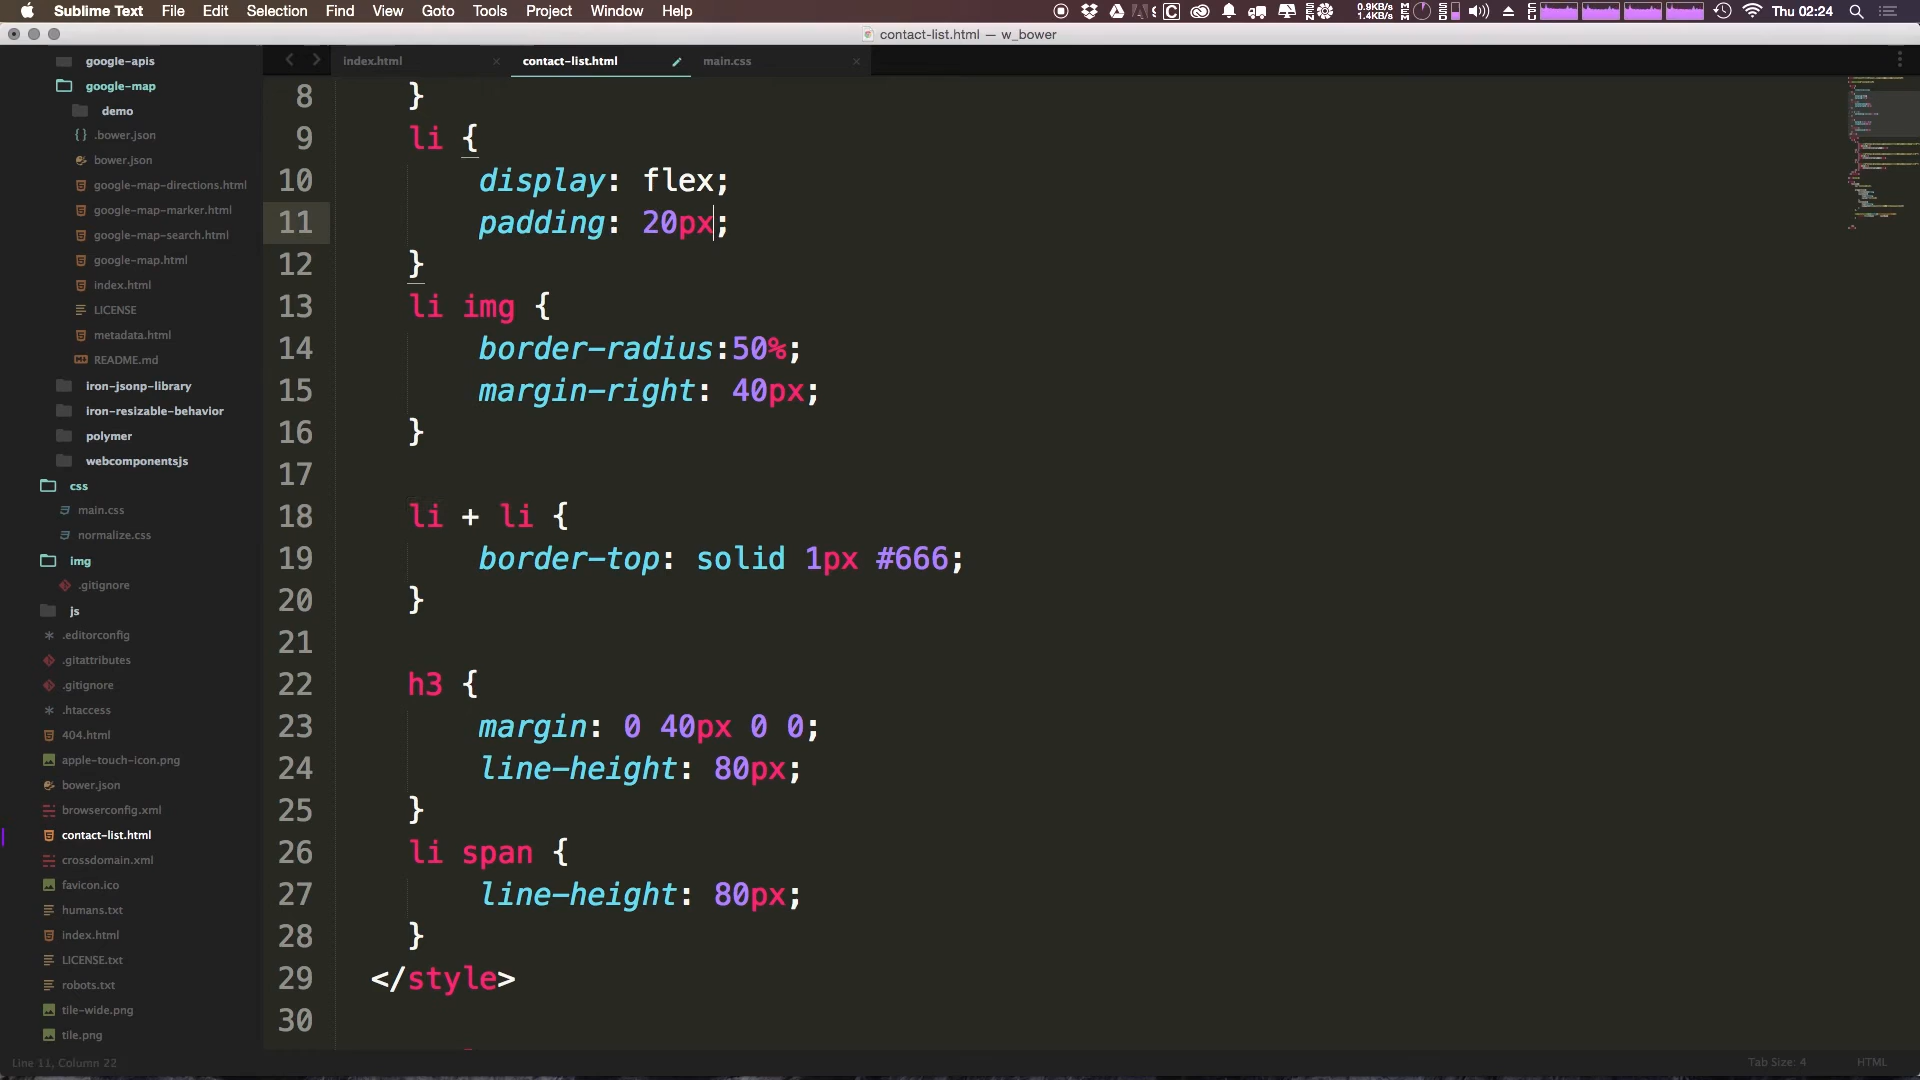 Sublime Text File Edit Selection Find View Goto Tools Project Window Help 0.9KB/s 1.4KB/s Thu 02:24
contact-list.html — w_bower
index.html contact-list.html main.css
google-apis
google-map
demo
.bower.json
bower.json
google-map-directions.html
google-map-marker.html
google-map-search.html
google-map.html
index.html
LICENSE
metadata.html
README.md
iron-jsonp-library
iron-resizable-behavior
polymer
webcomponentsjs
css
main.css
normalize.css
img
.gitignore
js
.editorconfig
.gitattributes
.gitignore
.htaccess
404.html
apple-touch-icon.png
bower.json
browserconfig.xml
contact-list.html
crossdomain.xml
favicon.ico
humans.txt
index.html
LICENSE.txt
robots.txt
tile-wide.png
tile.png
8 }
9 li {
10 display: flex;
11 padding: 20px;
12 }
13 li img {
14 border-radius:50%;
15 margin-right: 40px;
16 }
17
18 li + li {
19 border-top: solid 1px #666;
20 }
21
22 h3 {
23 margin: 0 40px 0 0;
24 line-height: 80px;
25 }
26 li span {
27 line-height: 80px;
28 }
29 </style>
30
Line 11, Column 22 Tab Size: 4 HTML